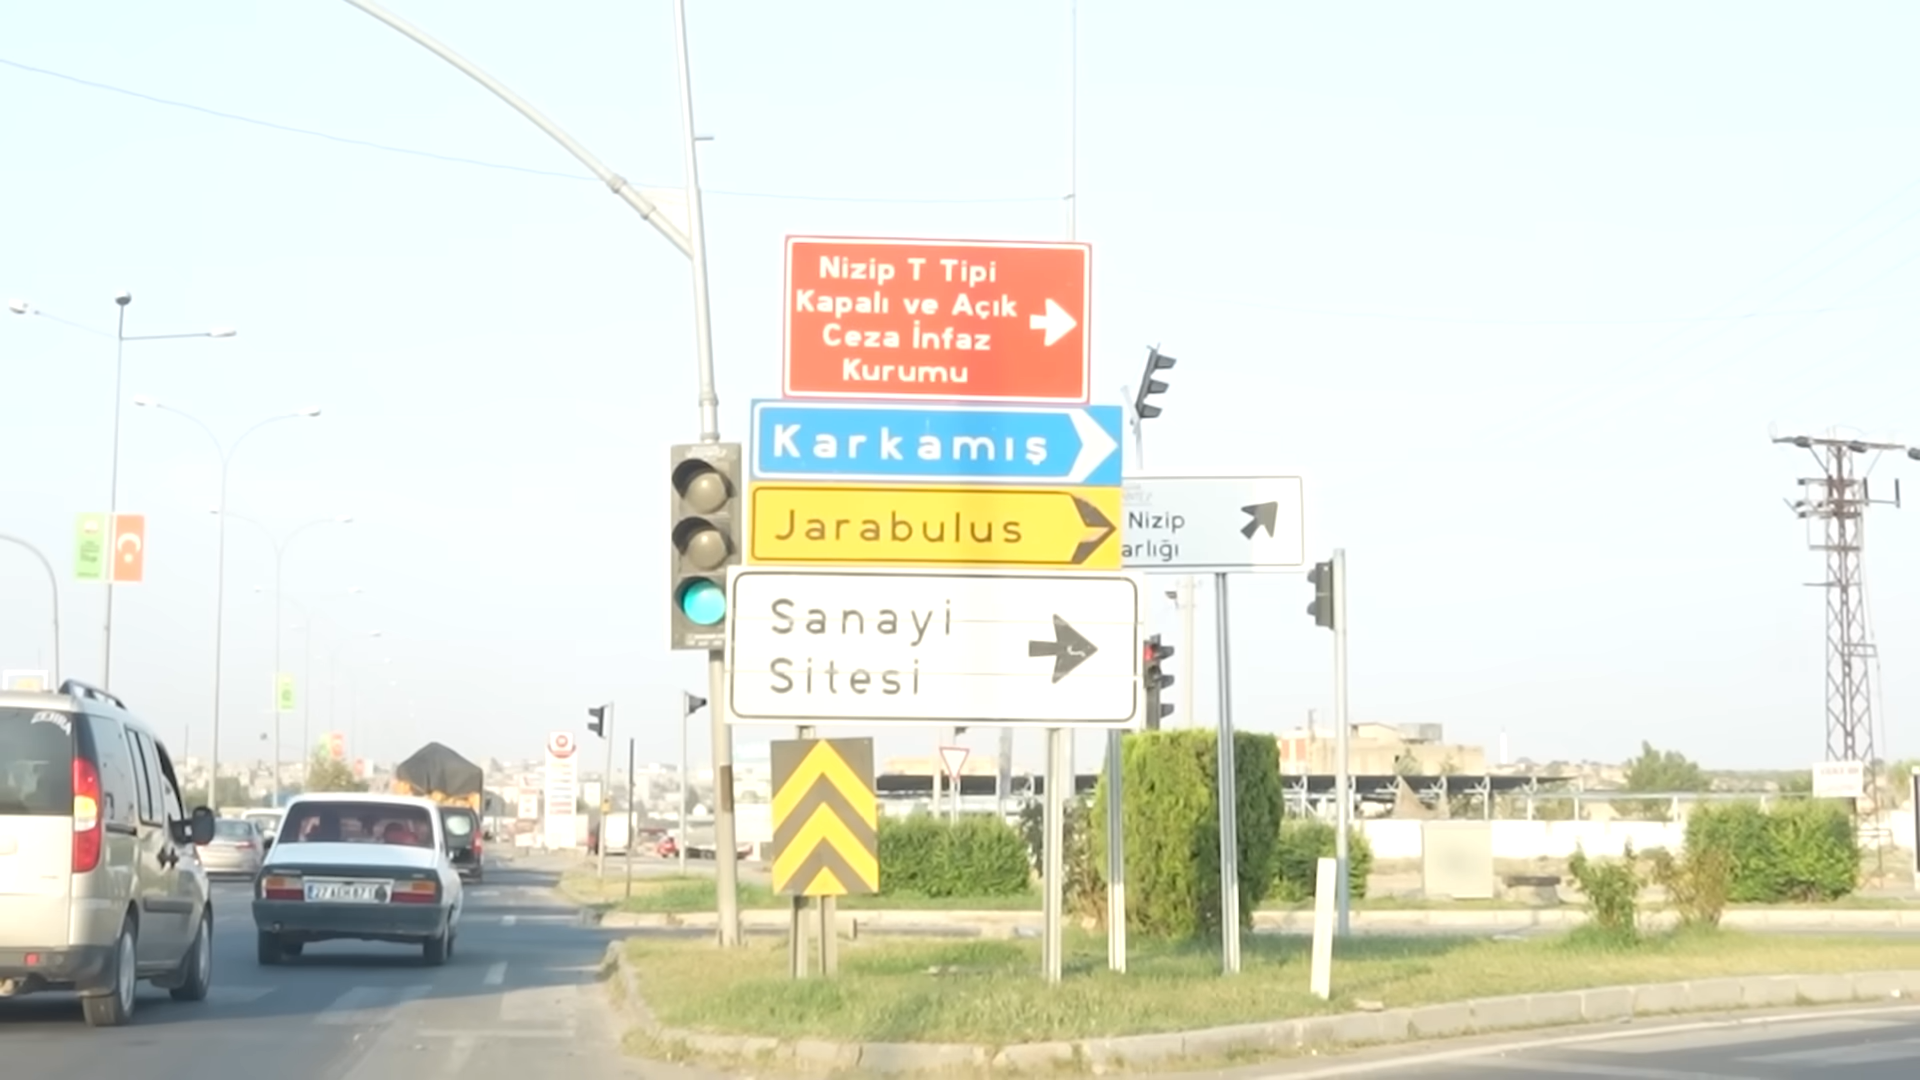 Nizip T Tipi
Kapalı ve Açık
Ceza İnfaz
Kurumu
Karkamış
Jarabulus
Nizip
arlığı
Sanayi
Sitesi